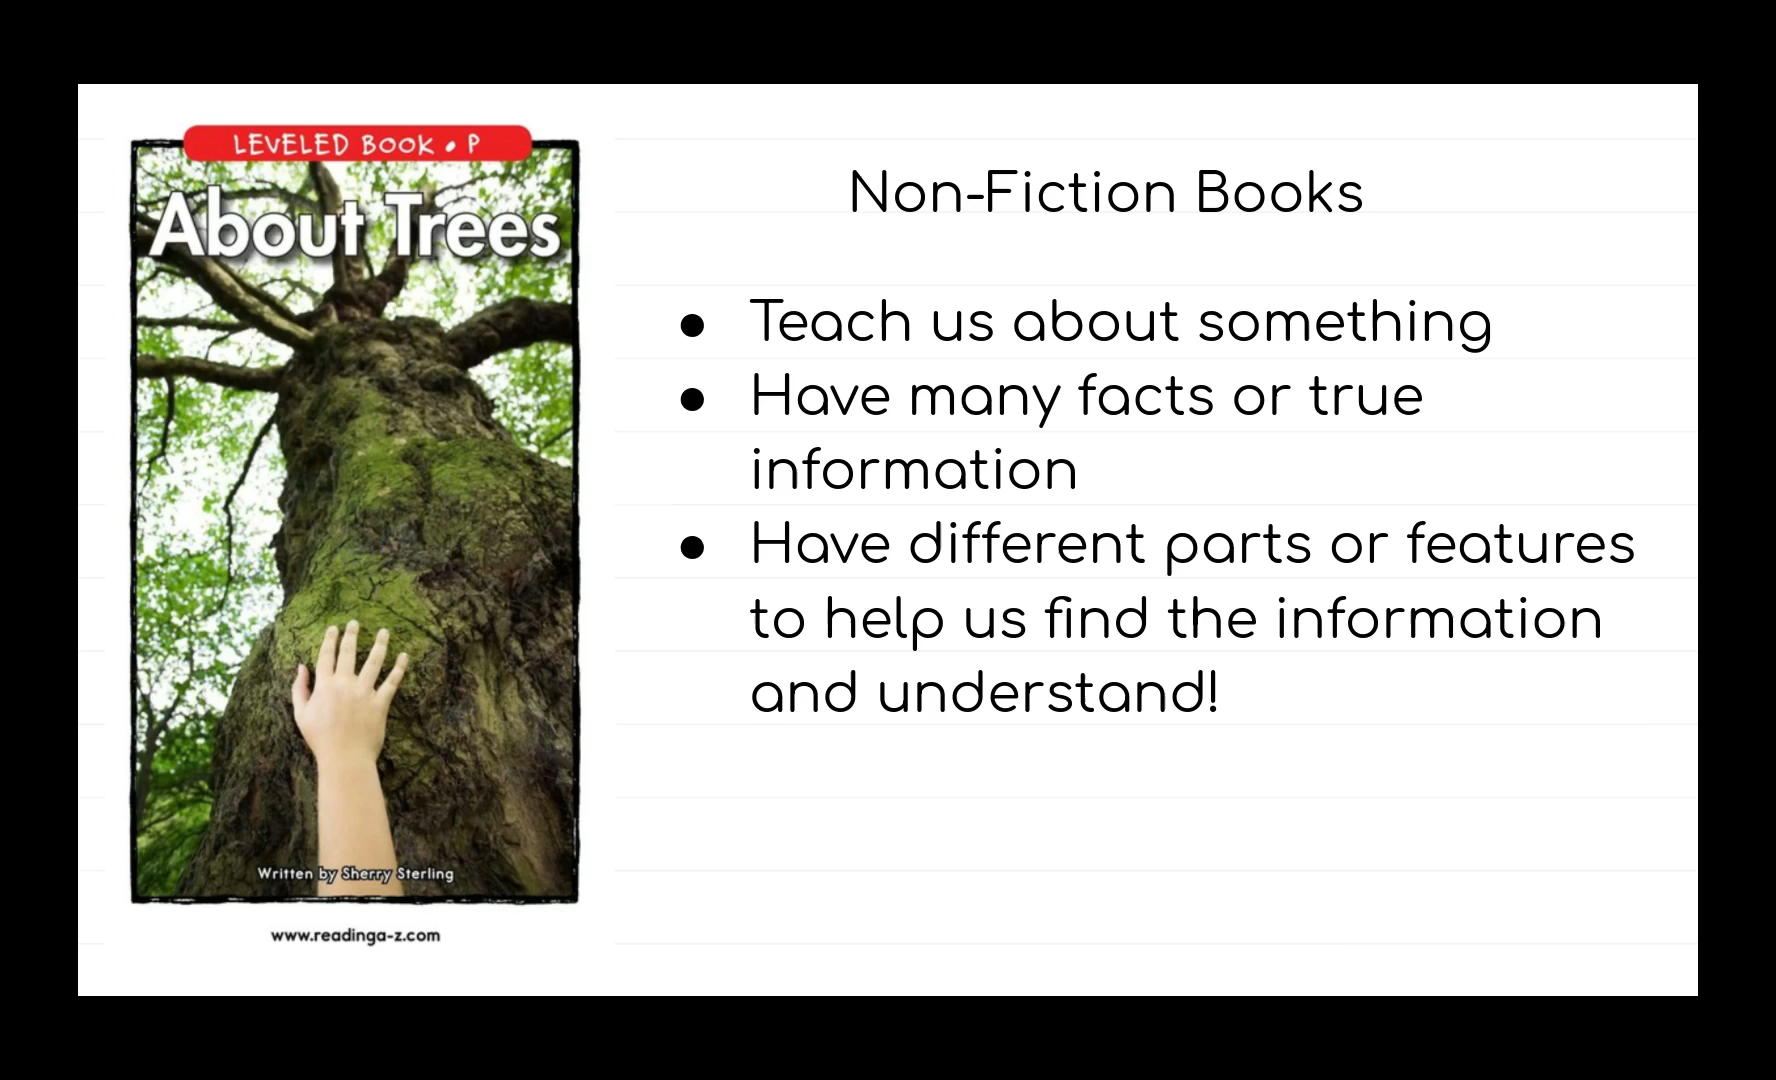 LEVELED BOOK • P
About Trees
Written by Sherry Sterling
www.readinga-z.com
Non-Fiction Books
● Teach us about something
● Have many facts or true
information
● Have different parts or features
to help us find the information
and understand!